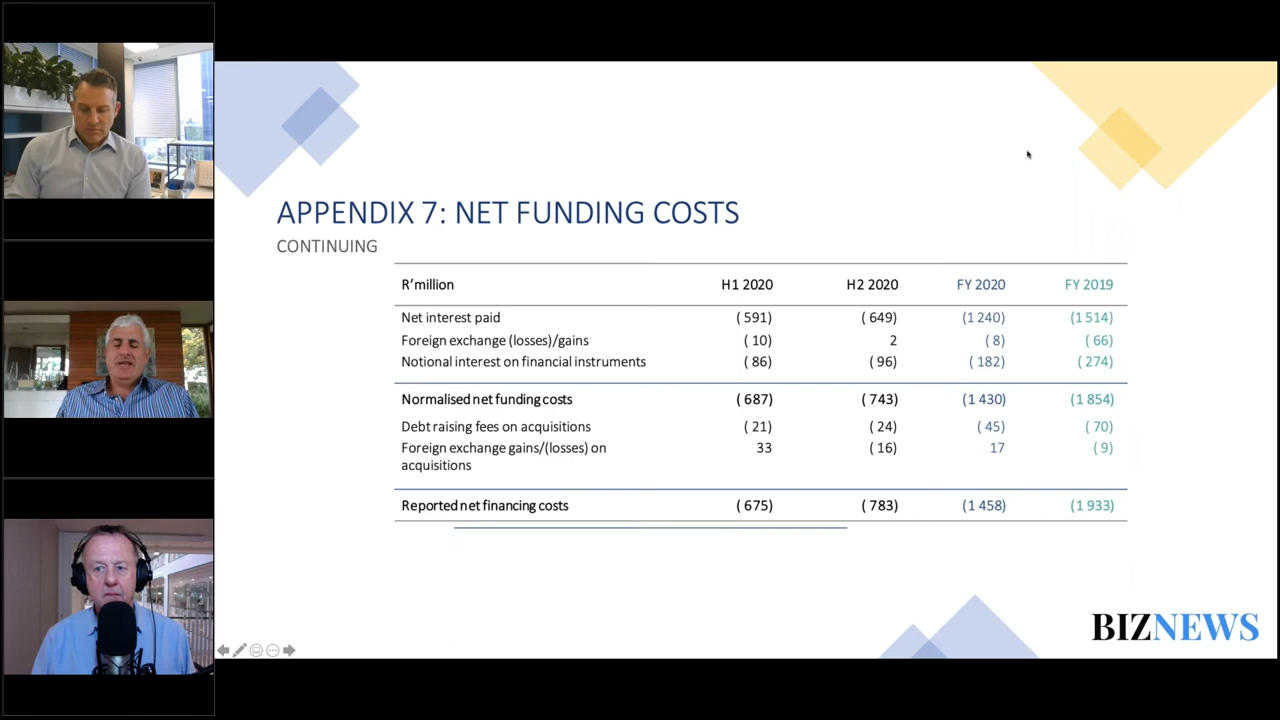 APPENDIX 7: NET FUNDING COSTS
CONTINUING
R'million H1 2020 H2 2020 FY 2020 FY 2019
Net interest paid (591) (649) (1 240) (1 514)
Foreign exchange (losses)/gains (10) 2 (8) (66)
Notional interest on financial instruments (86) (96) (182) (274)
Normalised net funding costs (687) (743) (1 430) (1 854)
Debt raising fees on acquisitions (21) (24) (45) (70)
Foreign exchange gains/(losses) on 33 (16) 17 (9)
acquisitions
Reported net financing costs (675) (783) (1 458) (1 933)
BIZNEWS